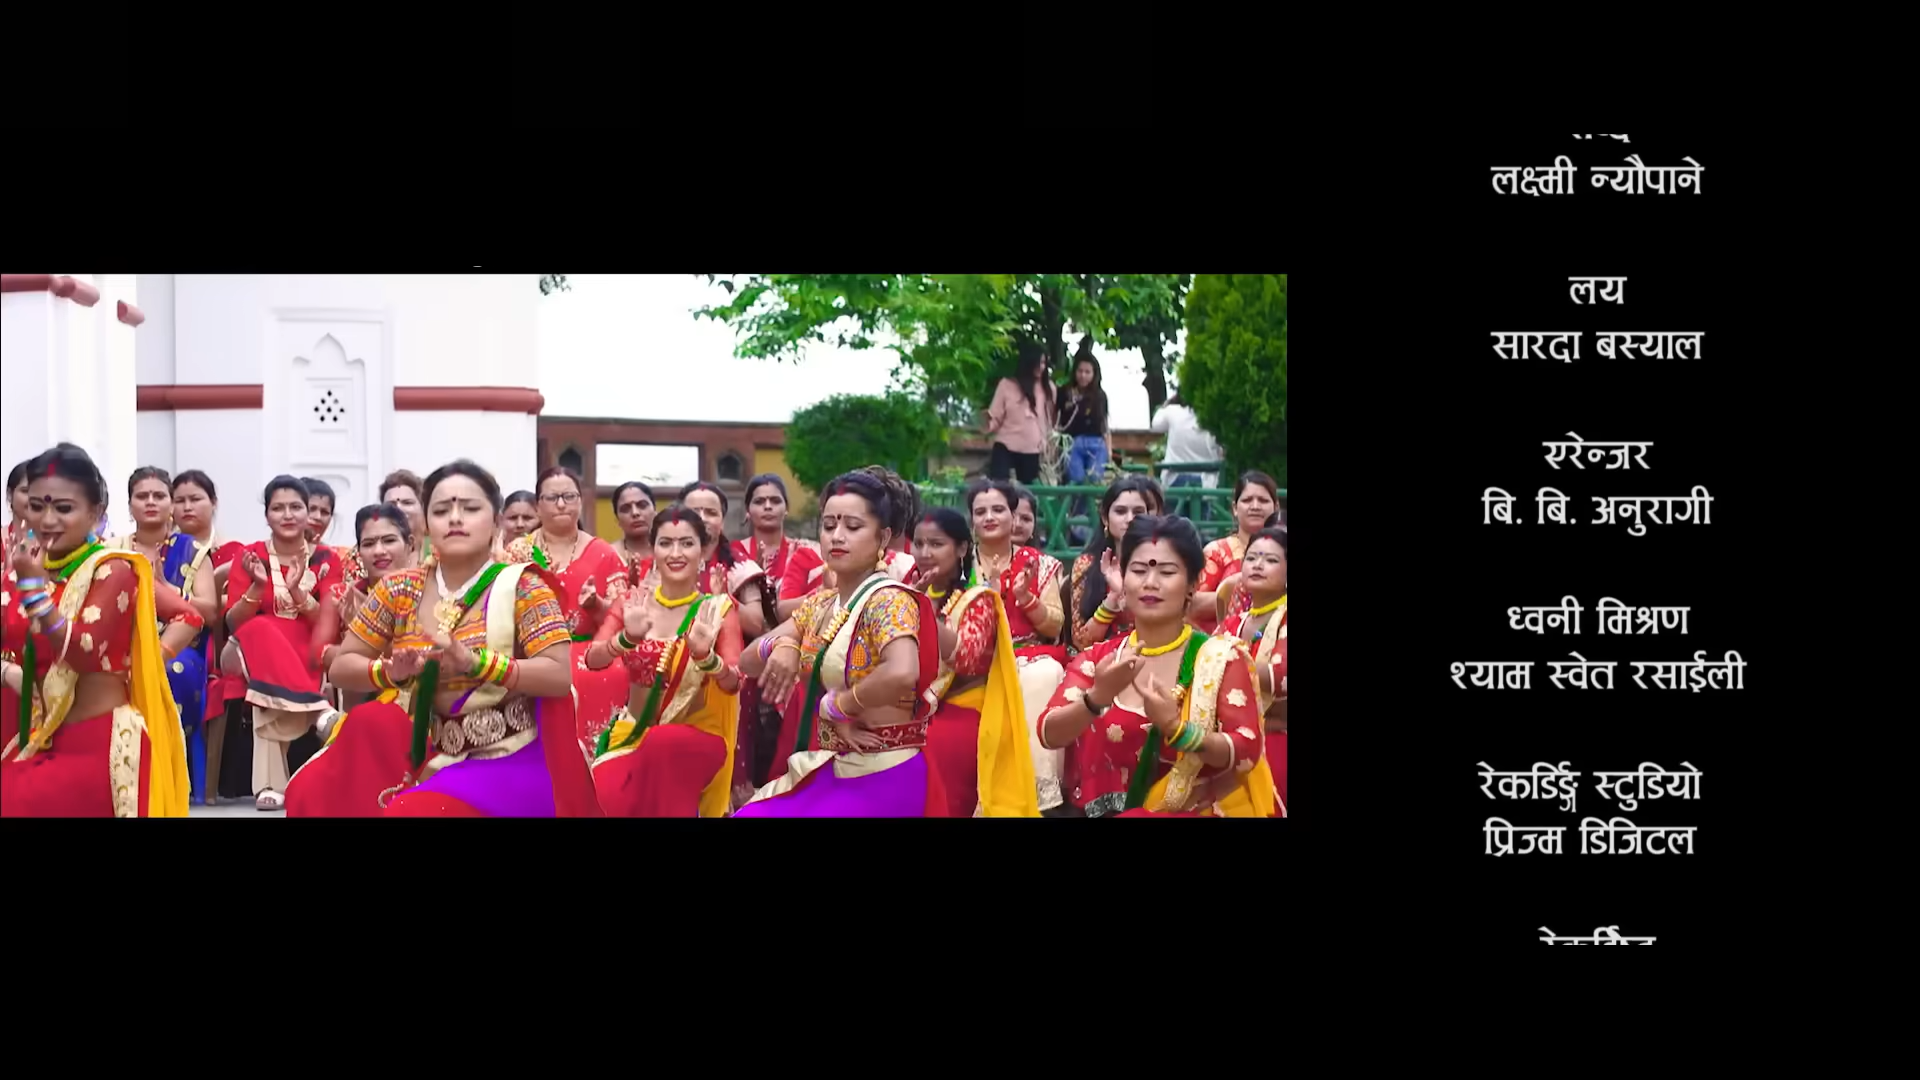 लक्ष्मी न्यौपाने
लय
सारदा बस्याल
एरेन्जर
बि. बि. अनुरागी
ध्वनी मिश्रण
श्याम स्वेत रसाईली
रेकर्डिङ्ग स्टुडियो
प्रिज्म डिजिटल